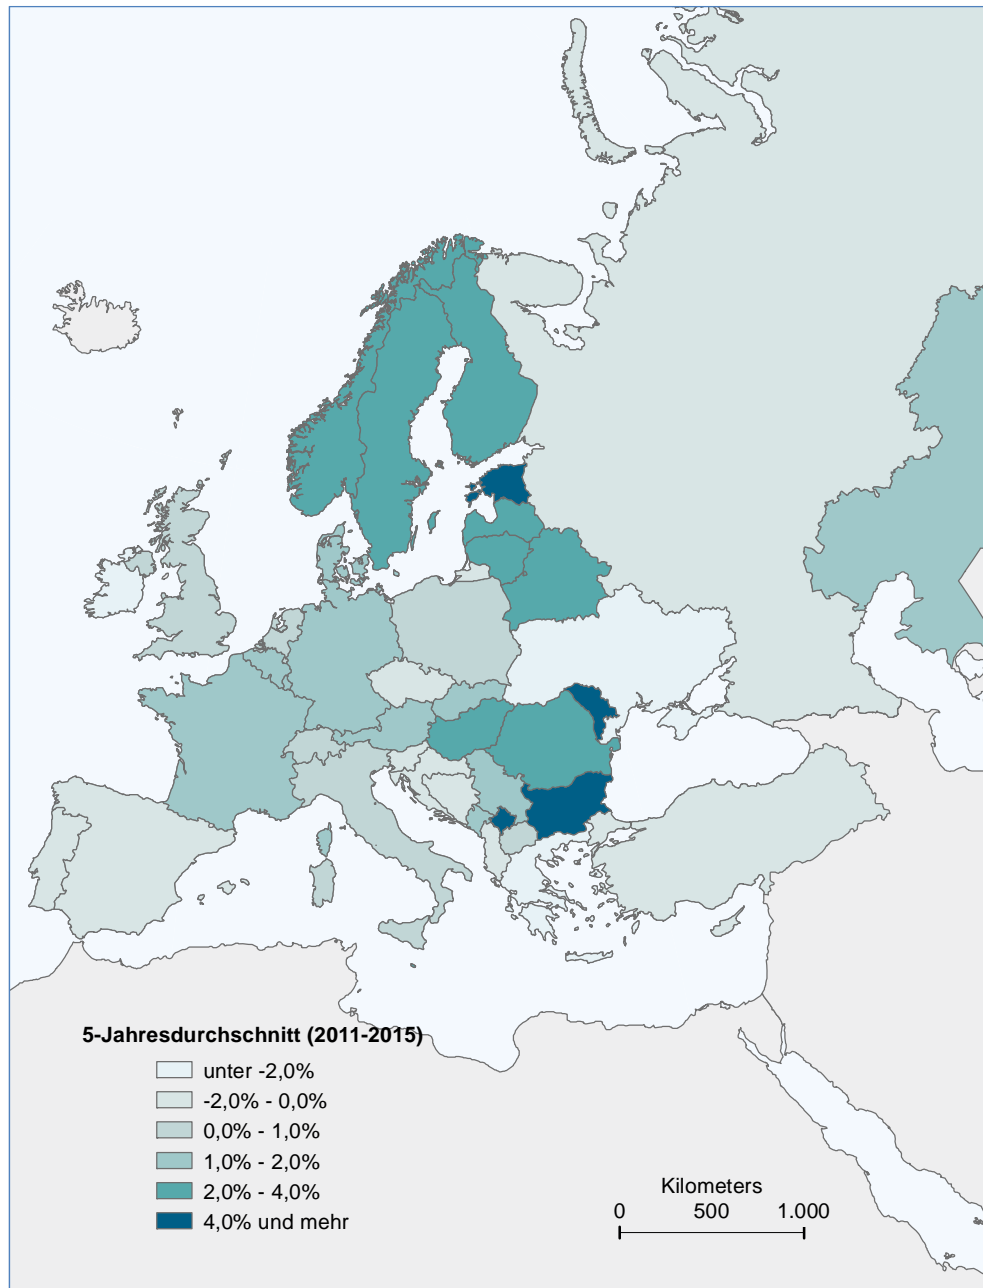 5-Jahresdurchschnitt (2011-2015)
unter -2,0%
-2,0% - 0,0%
0,0% - 1,0%
1,0% - 2,0%
2,0% - 4,0%
4,0% und mehr
Kilometers
0 500 1.000